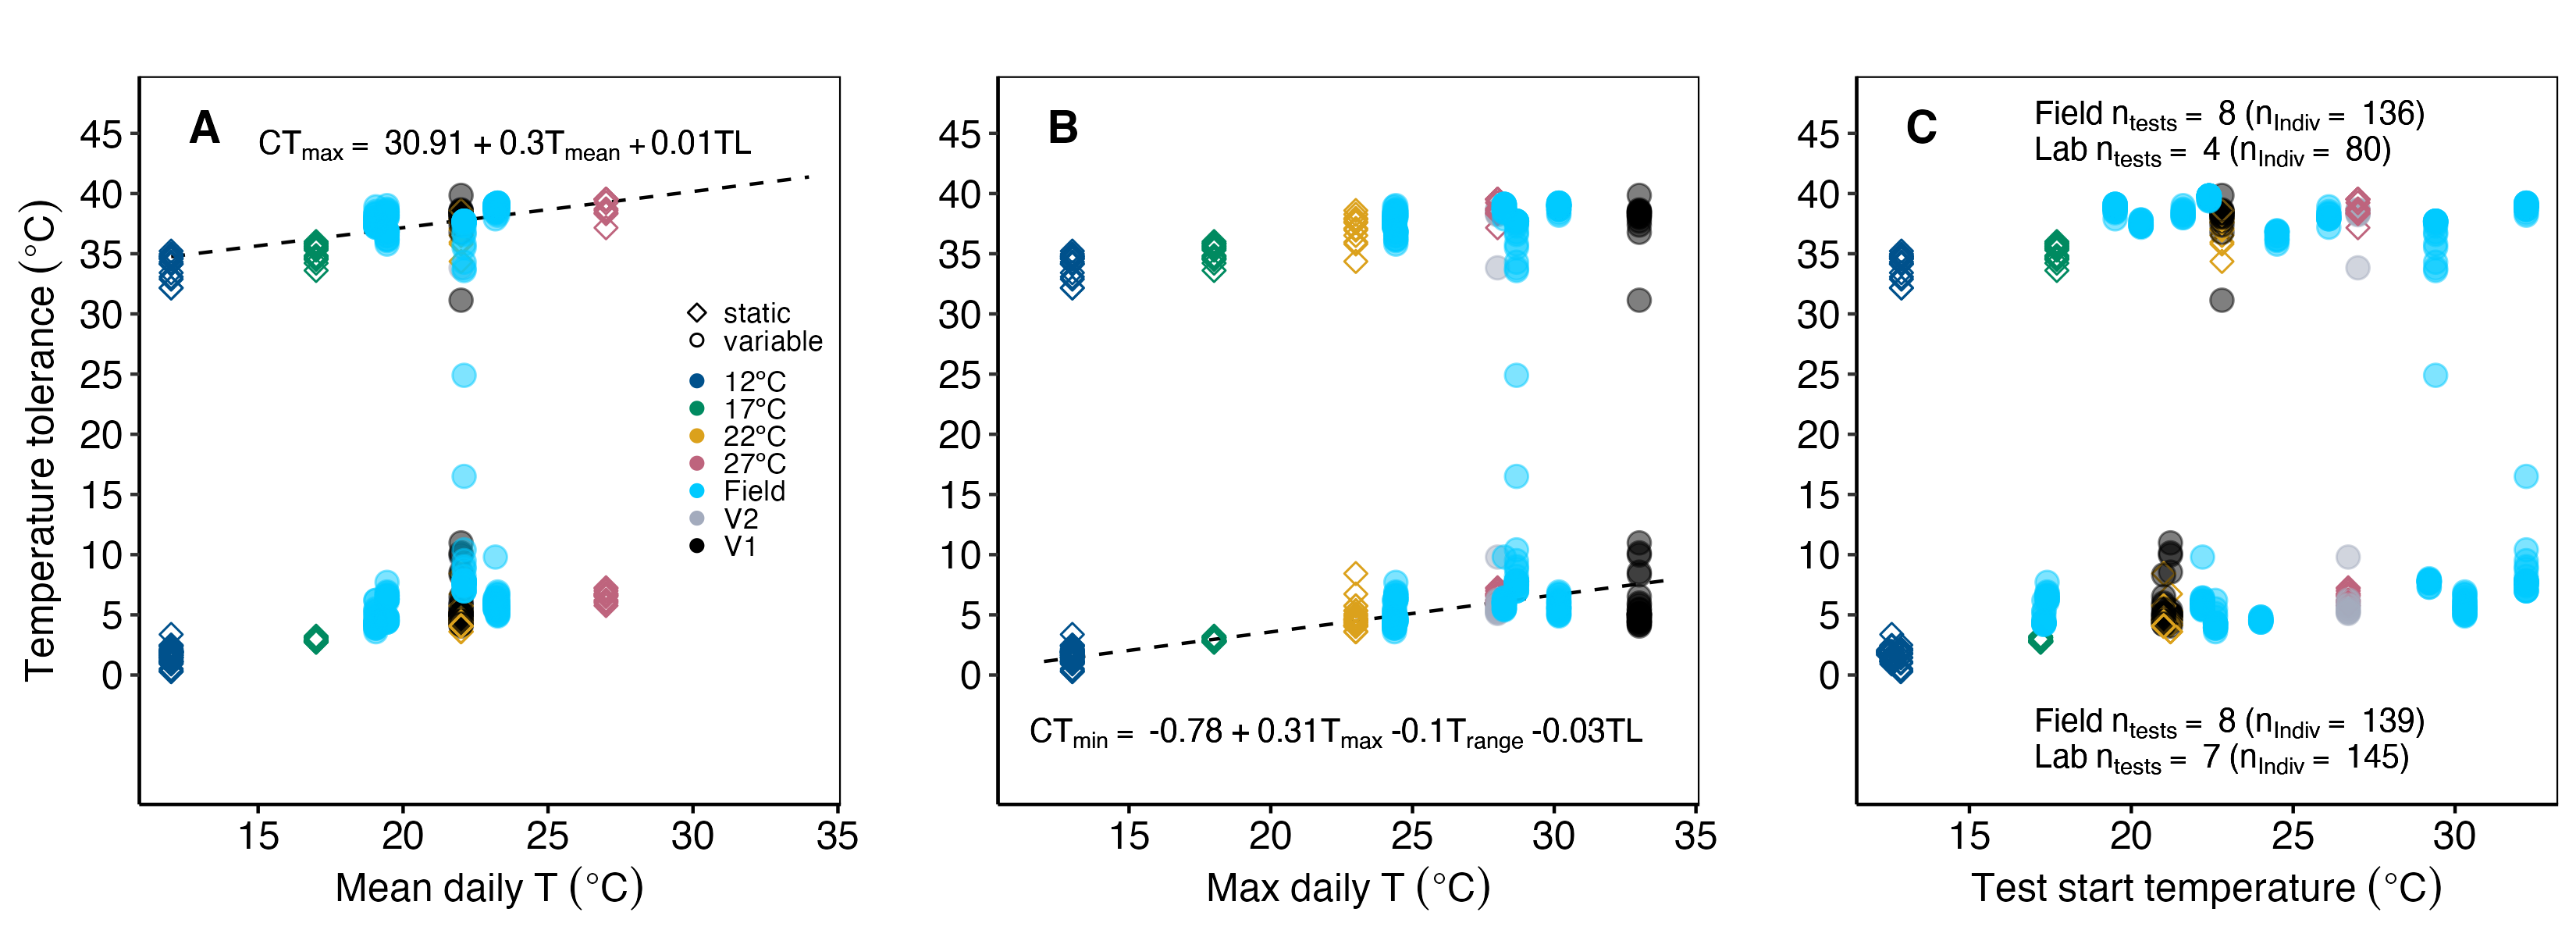 Temperature tolerance (°C)
A
CTmax = 30.91 + 0.3Tmean + 0.01TL
45
40
35
30
25
20
15
10
5
0
static
variable
12°C
17°C
22°C
27°C
Field
V2
V1
15 20 25 30 35
Mean daily T (°C)
B
45
40
35
30
25
20
15
10
5
0
CTmin = -0.78 + 0.31Tmax -0.1Trange -0.03TL
15 20 25 30 35
Max daily T (°C)
C
Field ntests = 8 (nIndiv = 136)
Lab ntests = 4 (nIndiv = 80)
45
40
35
30
25
20
15
10
5
0
Field ntests = 8 (nIndiv = 139)
Lab ntests = 7 (nIndiv = 145)
15 20 25 30
Test start temperature (°C)